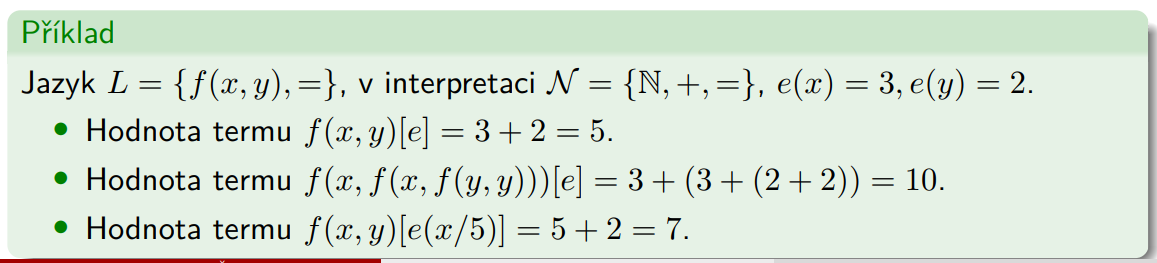 Příklad
Jazyk L = {f(x, y), =}, v interpretaci 𝒩 = {ℕ, +, =}, e(x) = 3, e(y) = 2.
• Hodnota termu f(x, y)[e] = 3 + 2 = 5.
• Hodnota termu f(x, f(x, f(y, y)))[e] = 3 + (3 + (2 + 2)) = 10.
• Hodnota termu f(x, y)[e(x/5)] = 5 + 2 = 7.